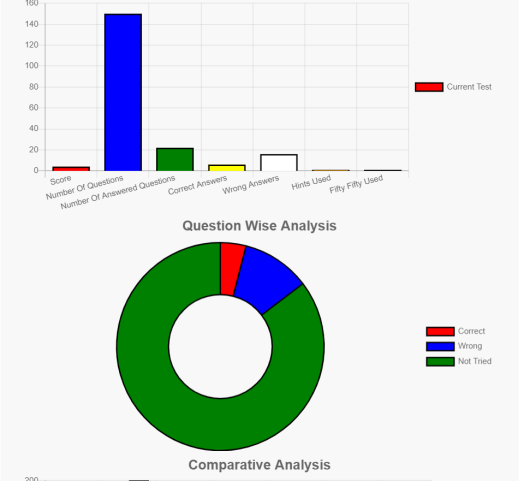 160
140
120
100
80
60
40
20
0
Current Test
Score
Number Of Questions
Number Of Answered Questions
Correct Answers
Wrong Answers
Hints Used
Fifty Fifty Used
Question Wise Analysis
Correct
Wrong
Not Tried
Comparative Analysis
200